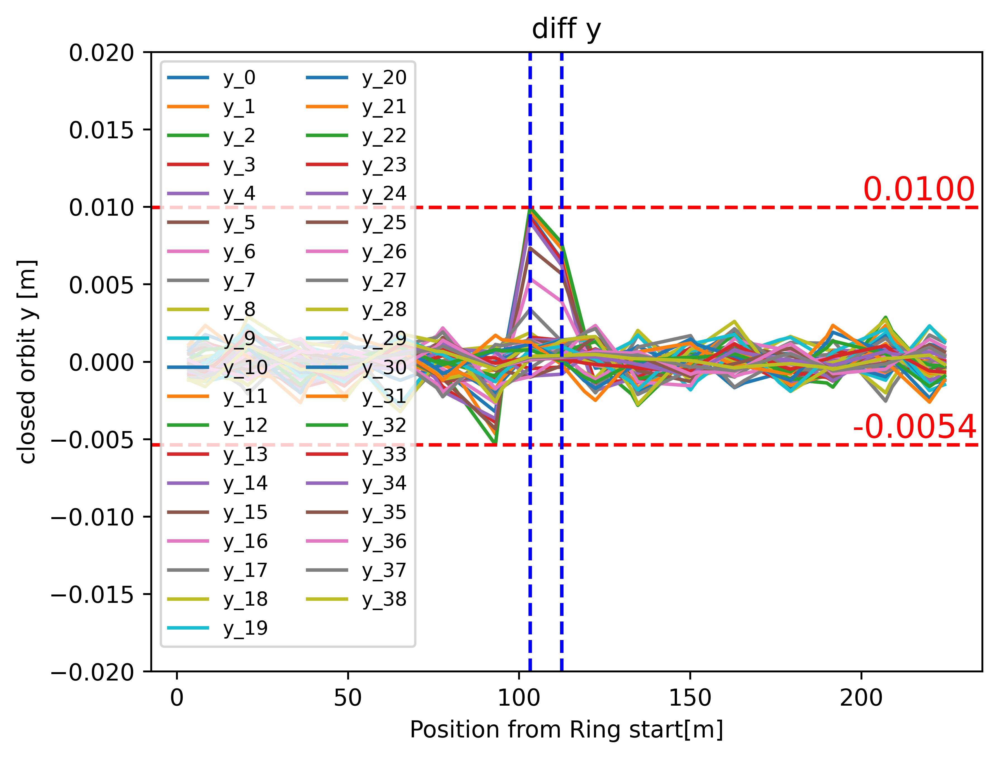 diff y
closed orbit y [m]
0.020
0.015
0.010
0.005
0.000
−0.005
−0.010
−0.015
−0.020
y_0
y_1
y_2
y_3
y_4
y_5
y_6
y_7
y_8
y_9
y_10
y_11
y_12
y_13
y_14
y_15
y_16
y_17
y_18
y_19
y_20
y_21
y_22
y_23
y_24
y_25
y_26
y_27
y_28
y_29
y_30
y_31
y_32
y_33
y_34
y_35
y_36
y_37
y_38
0.0100
-0.0054
0 50 100 150 200
Position from Ring start[m]